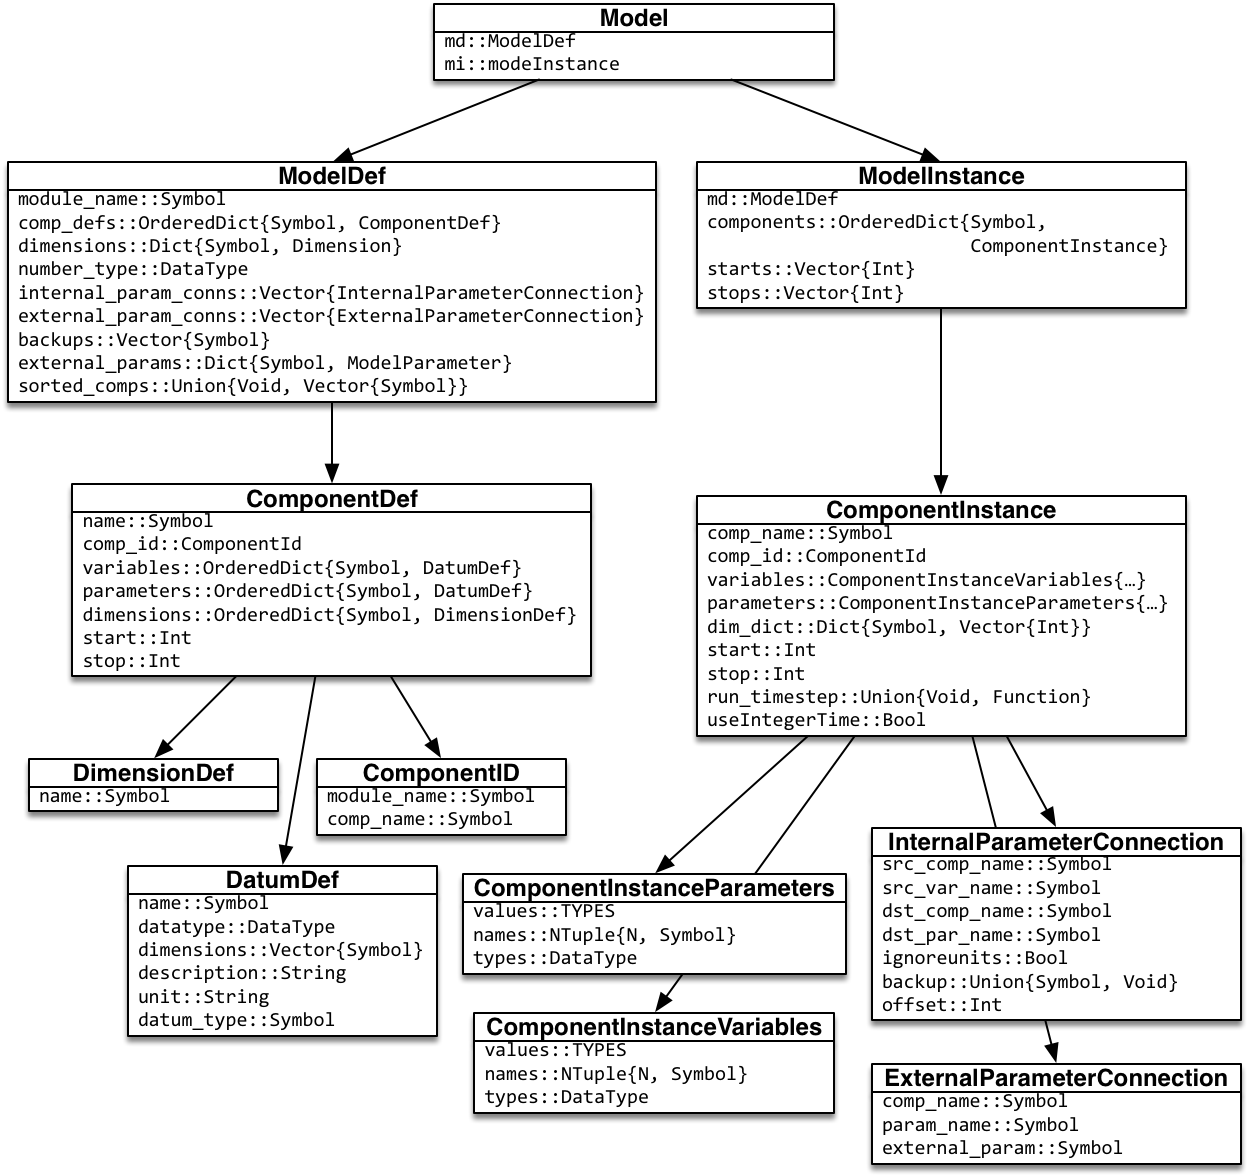 Model
md::ModelDef
mi::modeInstance
ModelDef
module_name::Symbol
comp_defs::OrderedDict{Symbol, ComponentDef}
dimensions::Dict{Symbol, Dimension}
number_type::DataType
internal_param_conns::Vector{InternalParameterConnection}
external_param_conns::Vector{ExternalParameterConnection}
backups::Vector{Symbol}
external_params::Dict{Symbol, ModelParameter}
sorted_comps::Union{Void, Vector{Symbol}}
ModelInstance
md::ModelDef
components::OrderedDict{Symbol,
ComponentInstance}
starts::Vector{Int}
stops::Vector{Int}
ComponentDef
name::Symbol
comp_id::ComponentId
variables::OrderedDict{Symbol, DatumDef}
parameters::OrderedDict{Symbol, DatumDef}
dimensions::OrderedDict{Symbol, DimensionDef}
start::Int
stop::Int
ComponentInstance
comp_name::Symbol
comp_id::ComponentId
variables::ComponentInstanceVariables{…}
parameters::ComponentInstanceParameters{…}
dim_dict::Dict{Symbol, Vector{Int}}
start::Int
stop::Int
run_timestep::Union{Void, Function}
useIntegerTime::Bool
DimensionDef
name::Symbol
ComponentID
module_name::Symbol
comp_name::Symbol
DatumDef
name::Symbol
datatype::DataType
dimensions::Vector{Symbol}
description::String
unit::String
datum_type::Symbol
ComponentInstanceParameters
values::TYPES
names::NTuple{N, Symbol}
types::DataType
ComponentInstanceVariables
values::TYPES
names::NTuple{N, Symbol}
types::DataType
InternalParameterConnection
src_comp_name::Symbol
src_var_name::Symbol
dst_comp_name::Symbol
dst_par_name::Symbol
ignoreunits::Bool
backup::Union{Symbol, Void}
offset::Int
ExternalParameterConnection
comp_name::Symbol
param_name::Symbol
external_param::Symbol